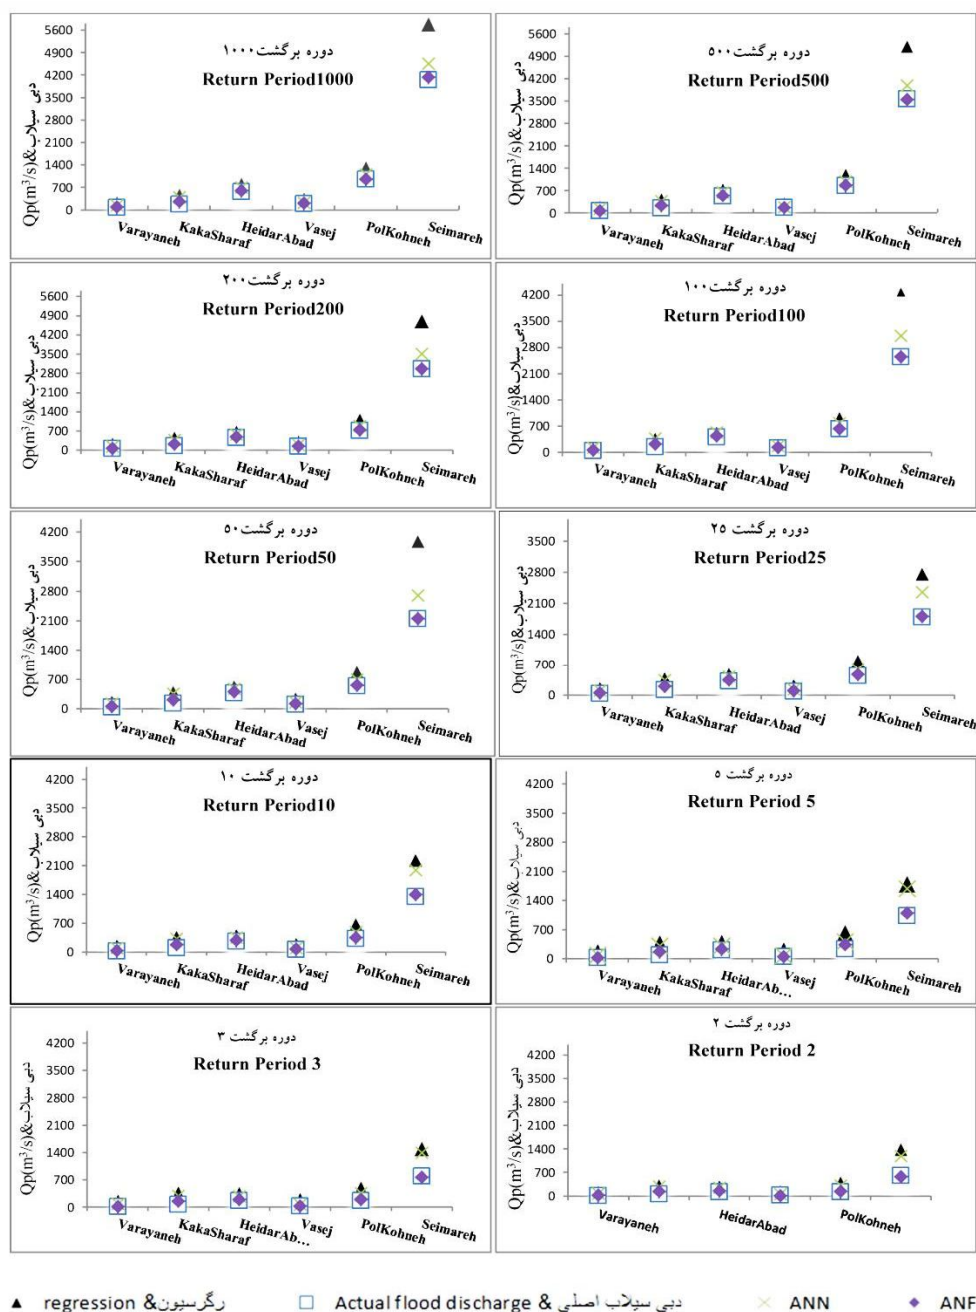 دوره برگشت۱۰۰۰
Return Period1000
Qp(m³/s)&دبی سیلاب
5600
4900
4200
3500
2800
2100
1400
700
0
Varayaneh
KakaSharaf
HeidarAbad
Vasej
PolKohneh
Seimareh
دوره برگشت۵۰۰
Return Period500
Qp(m³/s)&دبی سیلاب
5600
4900
4200
3500
2800
2100
1400
700
0
Varayaneh
KakaSharaf
HeidarAbad
Vasej
PolKohneh
Seimareh
دوره برگشت۲۰۰
Return Period200
Qp(m³/s)&دبی سیلاب
5600
4900
4200
3500
2800
2100
1400
700
0
Varayaneh
KakaSharaf
HeidarAbad
Vasej
PolKohneh
Seimareh
دوره برگشت۱۰۰
Return Period100
Qp(m³/s)&دبی سیلاب
4200
3500
2800
2100
1400
700
0
Varayaneh
KakaSharaf
HeidarAbad
Vasej
PolKohneh
Seimareh
دوره برگشت۵۰
Return Period50
Qp(m³/s)&دبی سیلاب
4200
3500
2800
2100
1400
700
0
Varayaneh
KakaSharaf
HeidarAbad
Vasej
PolKohneh
Seimareh
دوره برگشت ۲۵
Return Period25
Qp(m³/s)&دبی سیلاب
3500
2800
2100
1400
700
0
Varayaneh
KakaSharaf
HeidarAbad
Vasej
PolKohneh
Seimareh
دوره برگشت ۱۰
Return Period10
Qp(m³/s)&دبی سیلاب
4200
3500
2800
2100
1400
700
0
Varayaneh
KakaSharaf
HeidarAbad
Vasej
PolKohneh
Seimareh
دوره برگشت ۵
Return Period 5
Qp(m³/s)&دبی سیلاب
4200
3500
2800
2100
1400
700
0
Varayaneh
KakaSharaf
HeidarAb...
Vasej
PolKohneh
Seimareh
دوره برگشت ۳
Return Period 3
Qp(m³/s)&دبی سیلاب
4200
3500
2800
2100
1400
700
0
Varayaneh
KakaSharaf
HeidarAb...
Vasej
PolKohneh
Seimareh
دوره برگشت ۲
Return Period 2
Qp(m³/s)&دبی سیلاب
4200
3500
2800
2100
1400
700
0
Varayaneh
HeidarAbad
PolKohneh
regression &رگرسیون
Actual flood discharge & دبی سیلاب اصلی
ANN
ANF